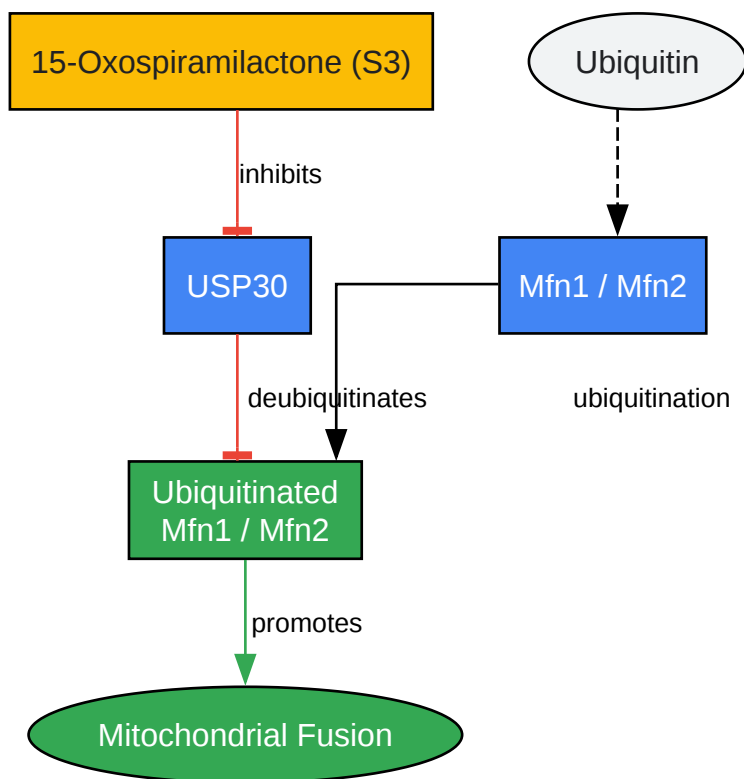 15-Oxospiramilactone (S3)
Ubiquitin
inhibits
USP30
Mfn1 / Mfn2
deubiquitinates
ubiquitination
Ubiquitinated
Mfn1 / Mfn2
promotes
Mitochondrial Fusion